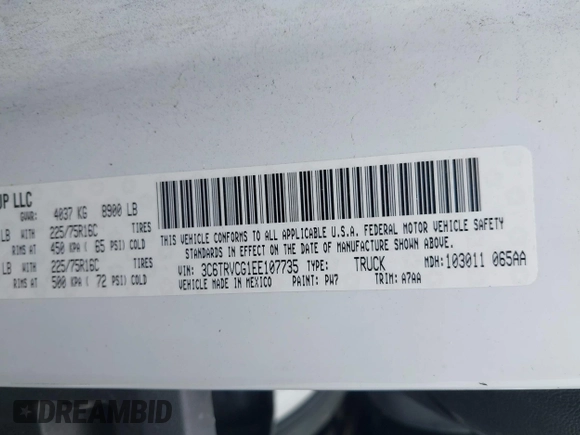 UP LLC
GVWR: 4037 KG 8900 LB
LB 225/75R16C TIRES
RIMS AT 450 KPA ( 65 PSI) COLD
LB 225/75R16C TIRES
RIMS AT 500 KPA ( 72 PSI) COLD
THIS VEHICLE CONFORMS TO ALL APPLICABLE U.S.A. FEDERAL MOTOR VEHICLE SAFETY
STANDARDS IN EFFECT ON THE DATE OF MANUFACTURE SHOWN ABOVE.
VIN: 3C6TRVCG1EE107735 TYPE: TRUCK MDH: 103011 065AA
VEHICLE MADE IN MEXICO PAINT: PW7 TRIM: A7AA
DREAMBID